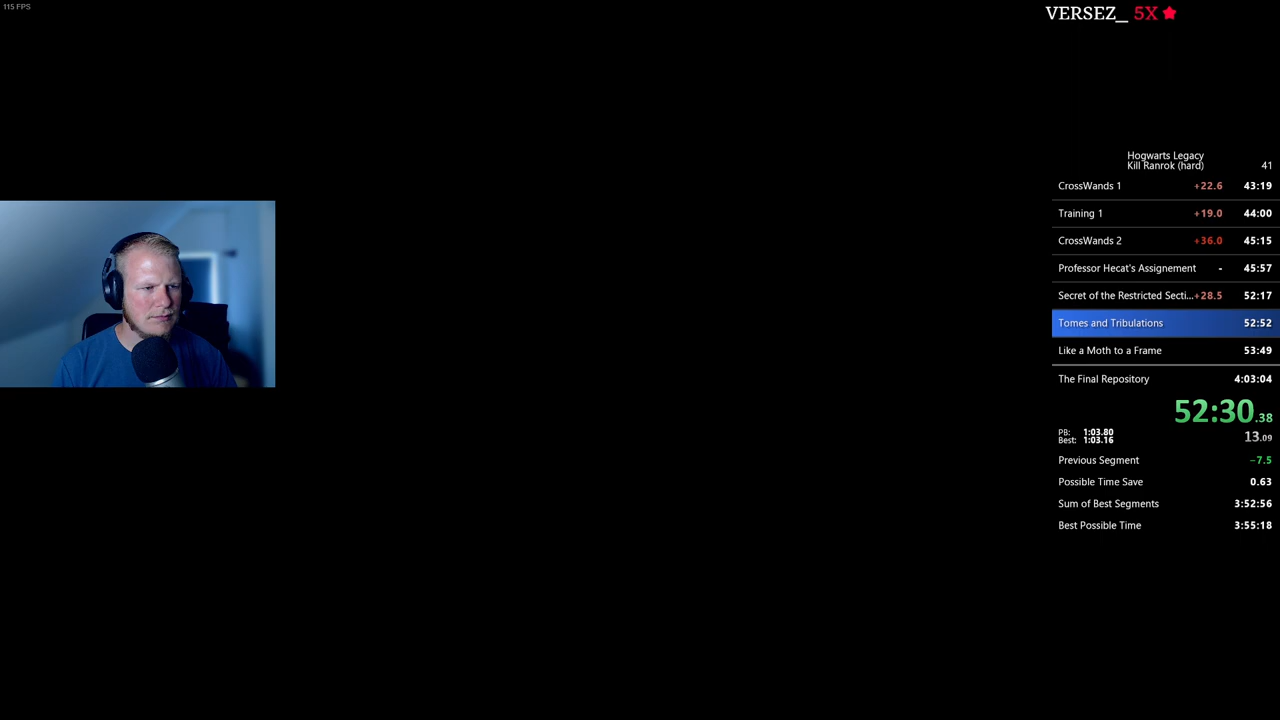 115 FPS
VERSEZ_ 5X
Hogwarts Legacy
Kill Ranrok (hard) 41
CrossWands 1 +22.6 43:19
Training 1 +19.0 44:00
CrossWands 2 +36.0 45:15
Professor Hecat's Assignement - 45:57
Secret of the Restricted Secti... +28.5 52:17
Tomes and Tribulations 52:52
Like a Moth to a Frame 53:49
The Final Repository 4:03:04
52:30.38
PB: 1:03.80
Best: 1:03.16 13.09
Previous Segment −7.5
Possible Time Save 0.63
Sum of Best Segments 3:52:56
Best Possible Time 3:55:18